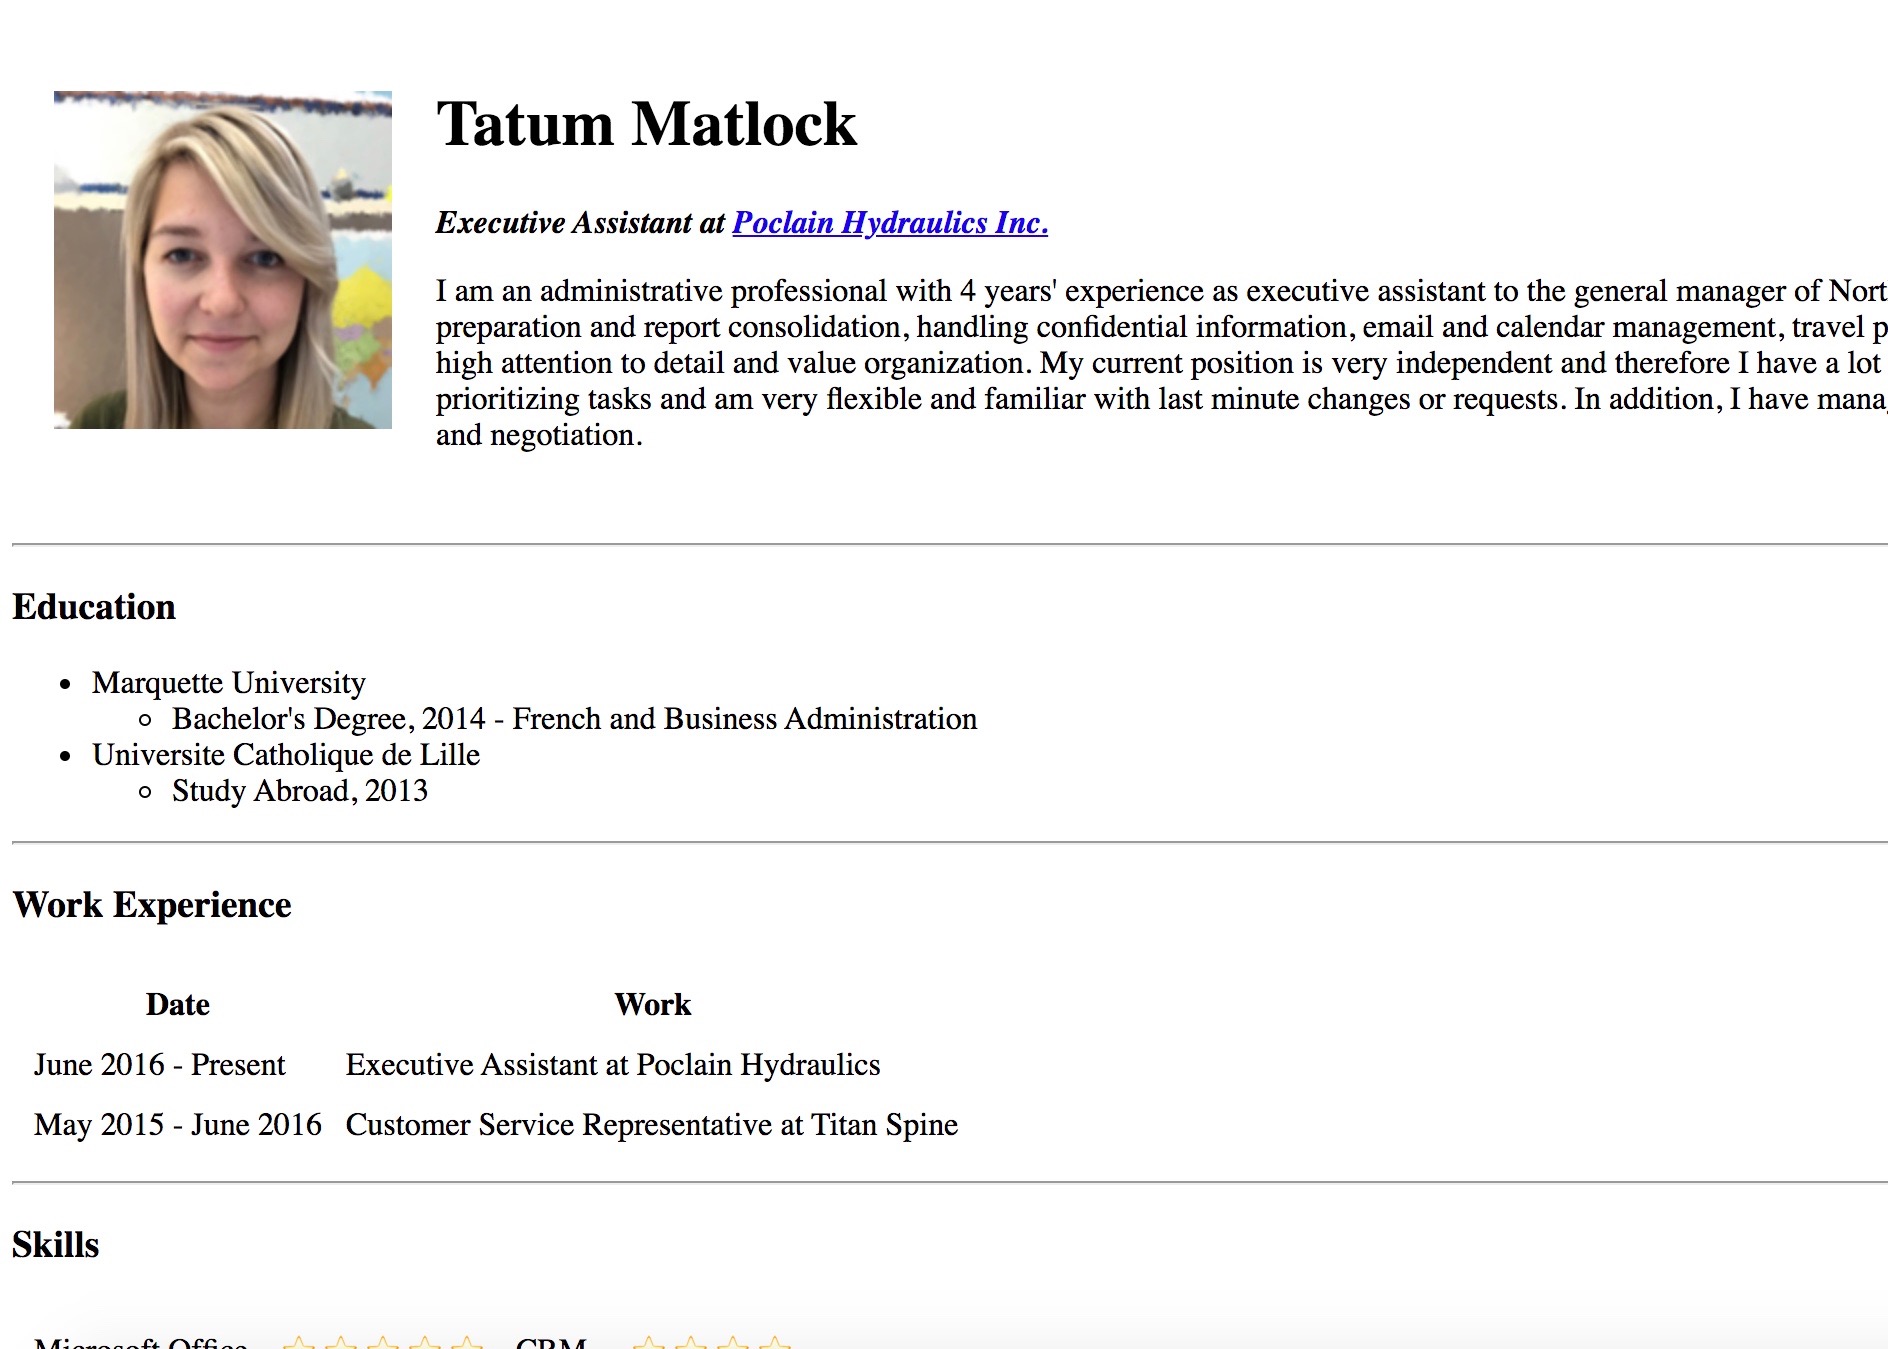 Tatum Matlock
Executive Assistant at Poclain Hydraulics Inc.
I am an administrative professional with 4 years' experience as executive assistant to the general manager of
preparation and report consolidation, handling confidential information, email and calendar management, travel
high attention to detail and value organization. My current position is very independent and therefore I have a lot
prioritizing tasks and am very flexible and familiar with last minute changes or requests. In addition, I have
and negotiation.
Education
Marquette University
Bachelor's Degree, 2014 - French and Business Administration
Universite Catholique de Lille
Study Abroad, 2013
Work Experience
Date Work
June 2016 - Present Executive Assistant at Poclain Hydraulics
May 2015 - June 2016 Customer Service Representative at Titan Spine
Skills
Microsoft Office CRM